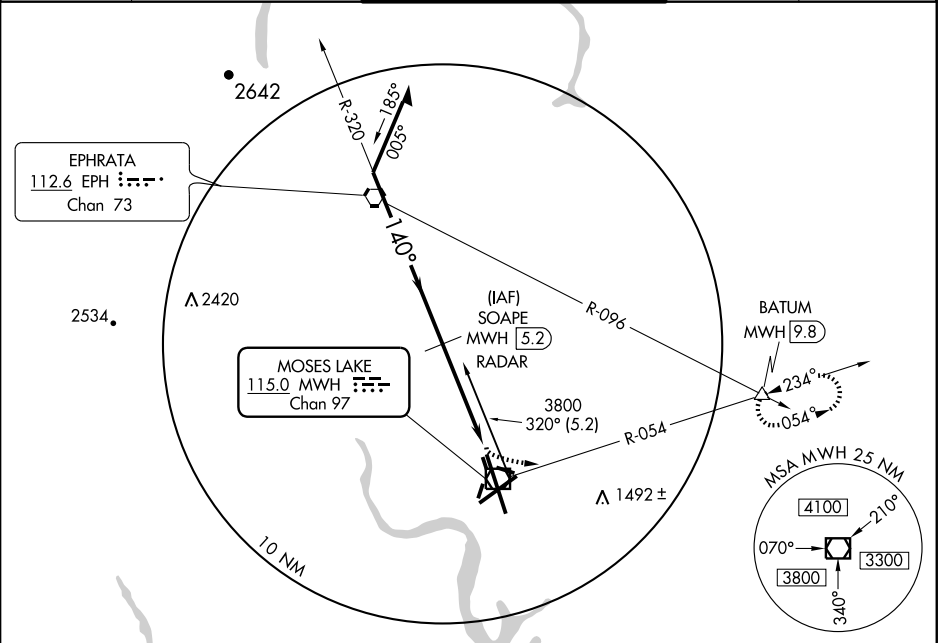 2642
R-320
185°
005°
EPHRATA
112.6 EPH
Chan 73
140°
2420
2534
(IAF)
SOAPE
MWH 5.2
RADAR
R-096
BATUM
MWH 9.8
MOSES LAKE
115.0 MWH
Chan 97
3800
320° (5.2)
234°
054°
R-054
1492 ±
10 NM
MSA MWH 25 NM
4100
210°
070°
3300
3800
340°